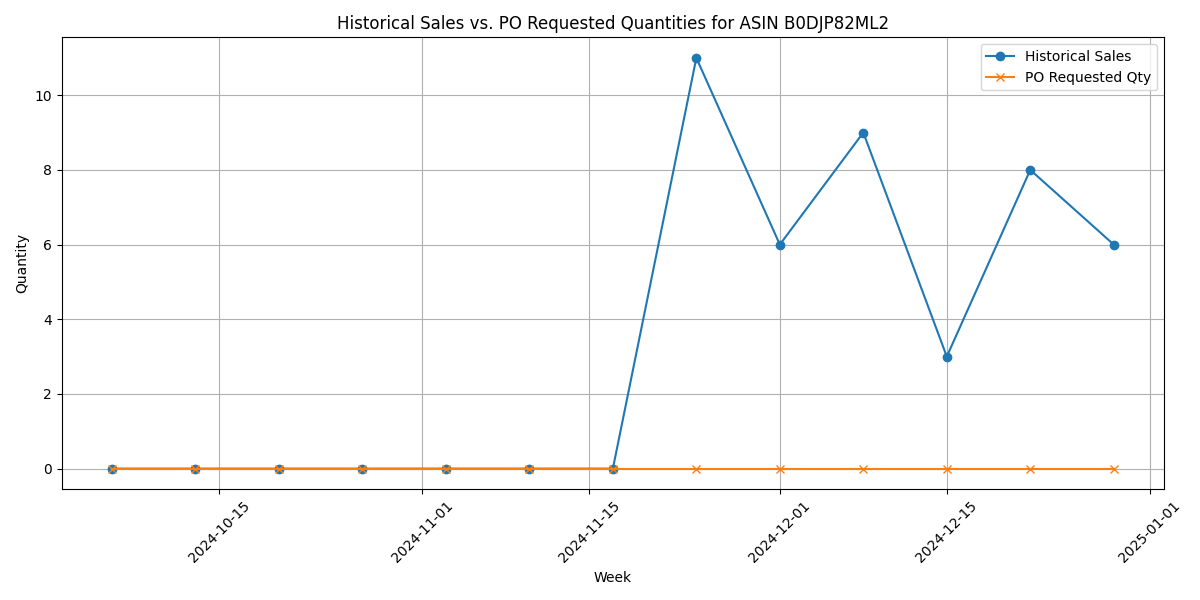 Historical Sales vs. PO Requested Quantities for ASIN B0DJP82ML2
Historical Sales
PO Requested Qty
Quantity
10
8
6
4
2
0
2024-10-15
2024-11-01
2024-11-15
2024-12-01
2024-12-15
2025-01-01
Week